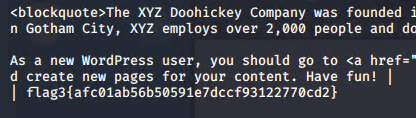 <blockquote>The XYZ Doohickey Company was founded i
n Gotham City, XYZ employs over 2,000 people and do
As a new WordPress user, you should go to <a href="
d create new pages for your content. Have fun! |
| flag3{afc01ab56b50591e7dccf93122770cd2}